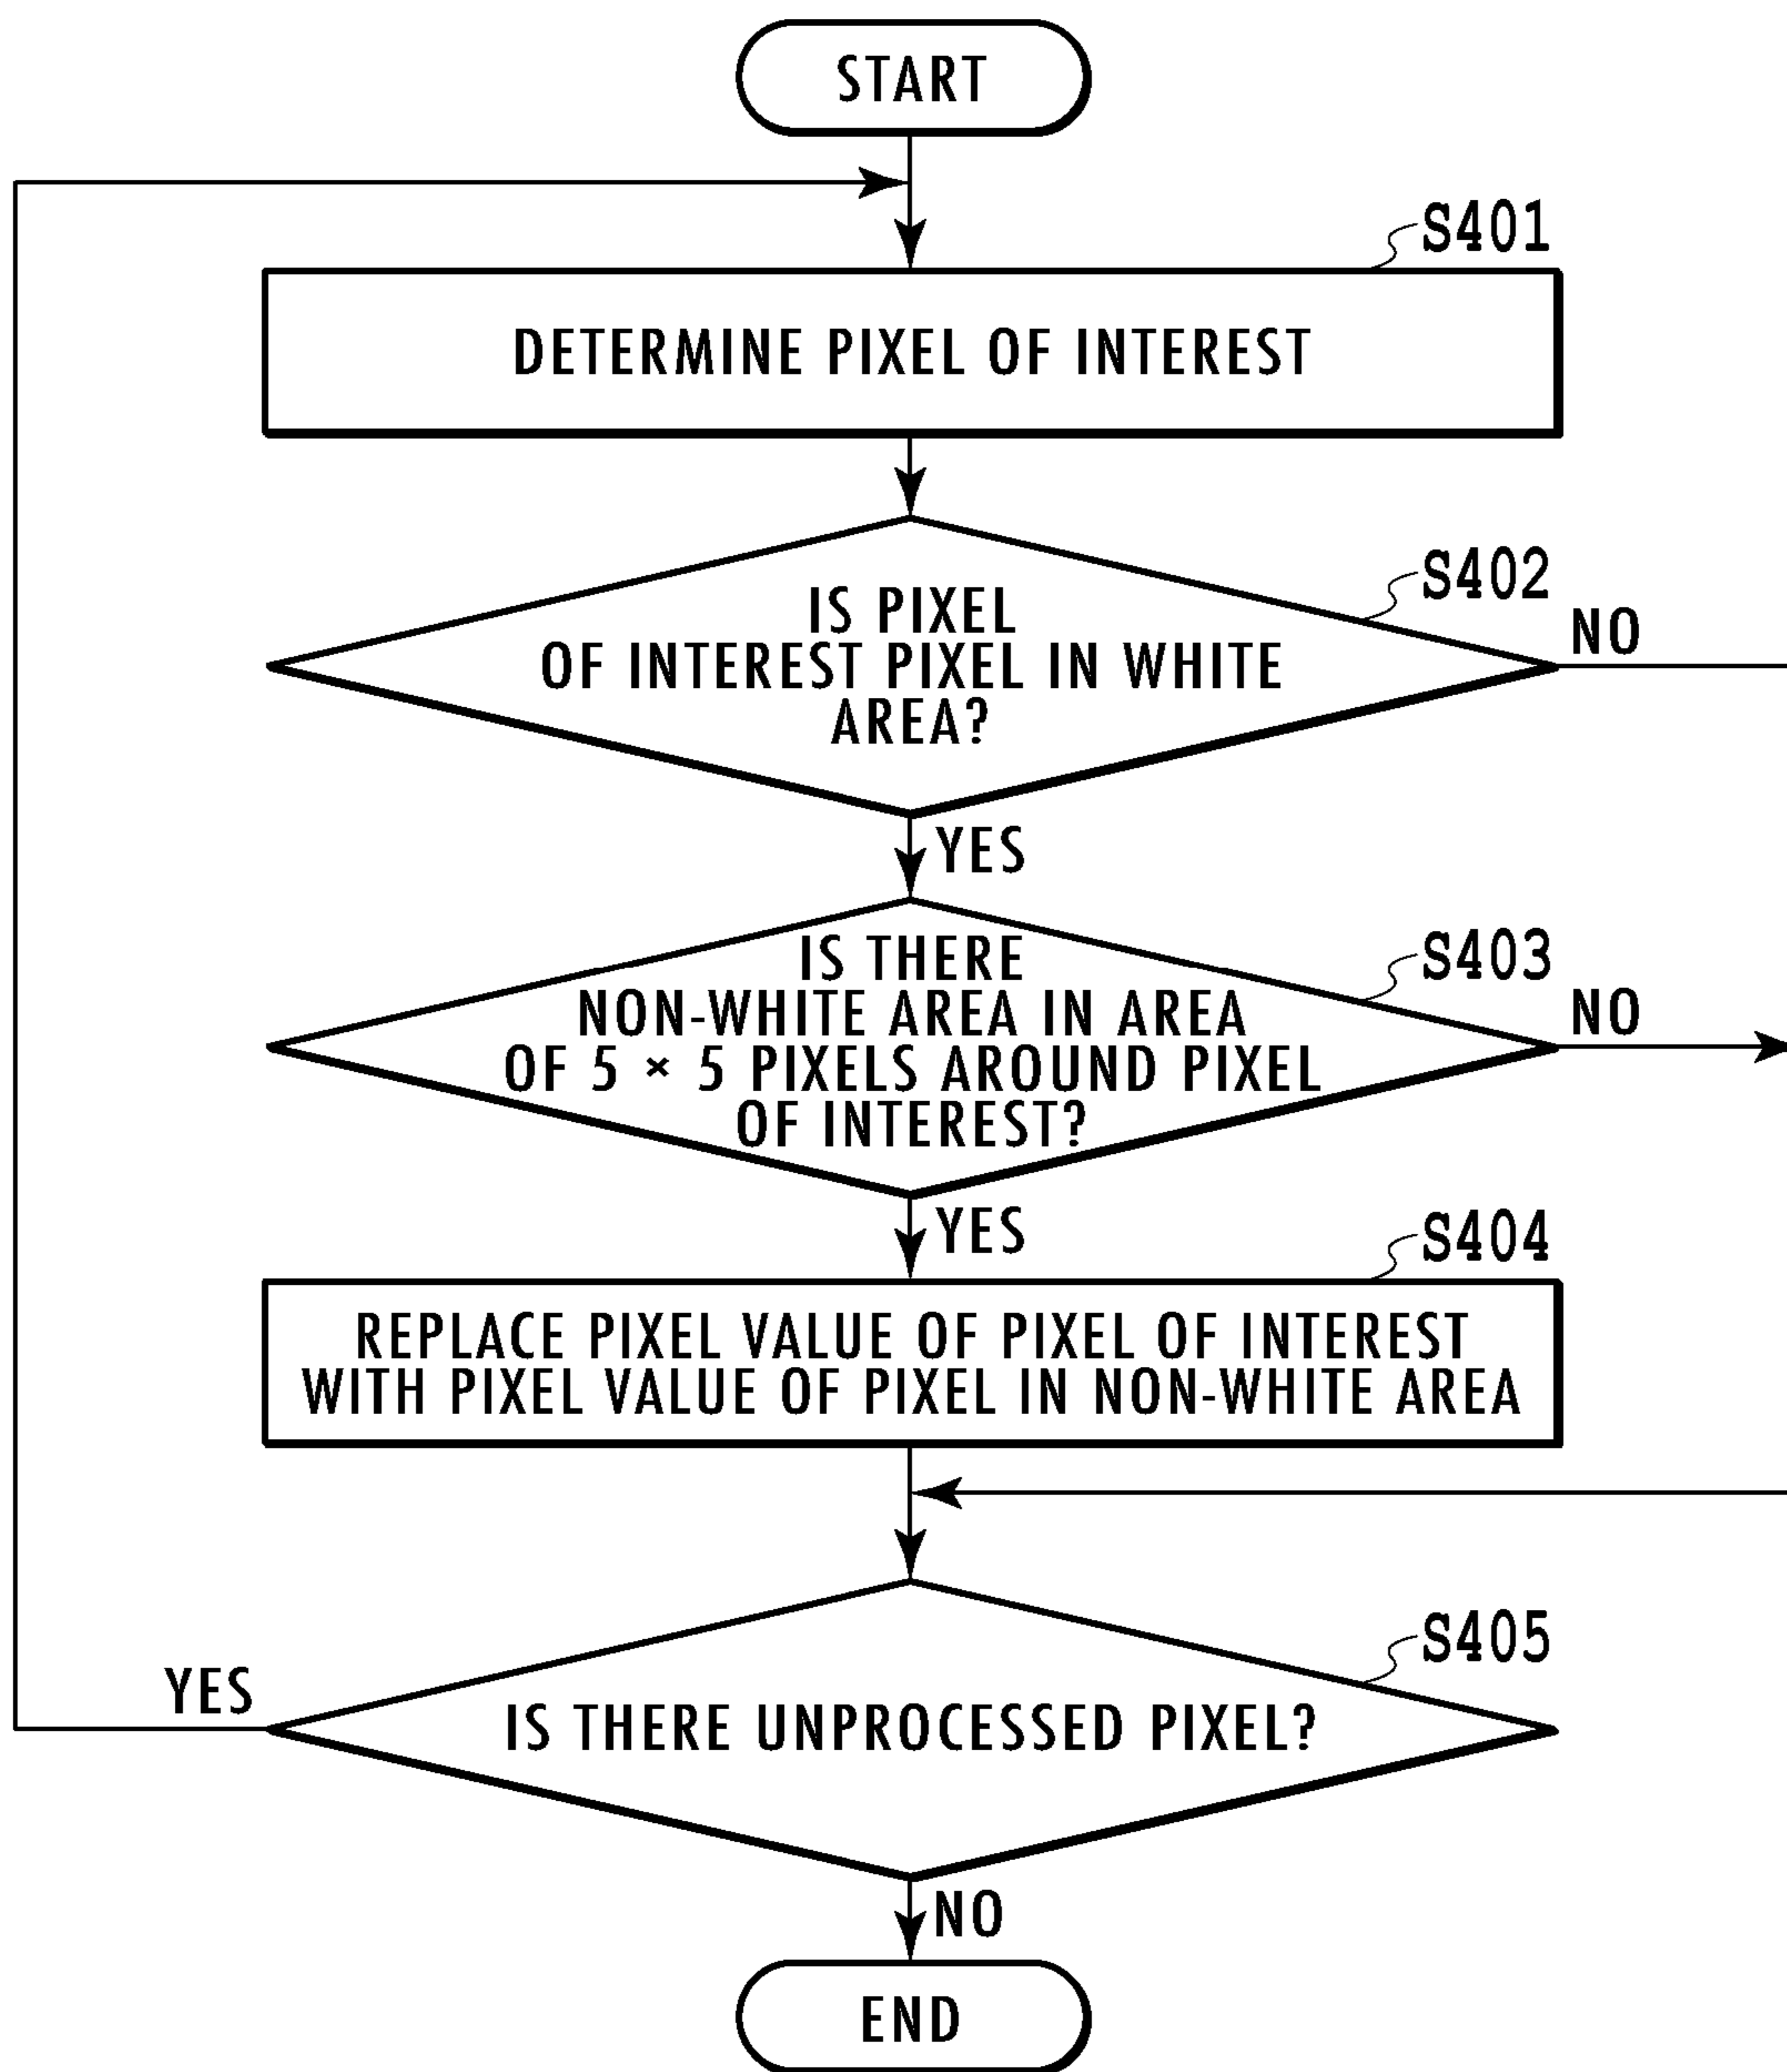 START
S401
DETERMINE PIXEL OF INTEREST
S402
IS PIXEL
OF INTEREST PIXEL IN WHITE
AREA?
NO
YES
S403
IS THERE
NON-WHITE AREA IN AREA
OF 5 × 5 PIXELS AROUND PIXEL
OF INTEREST?
NO
YES
S404
REPLACE PIXEL VALUE OF PIXEL OF INTEREST
WITH PIXEL VALUE OF PIXEL IN NON-WHITE AREA
S405
IS THERE UNPROCESSED PIXEL?
YES
NO
END